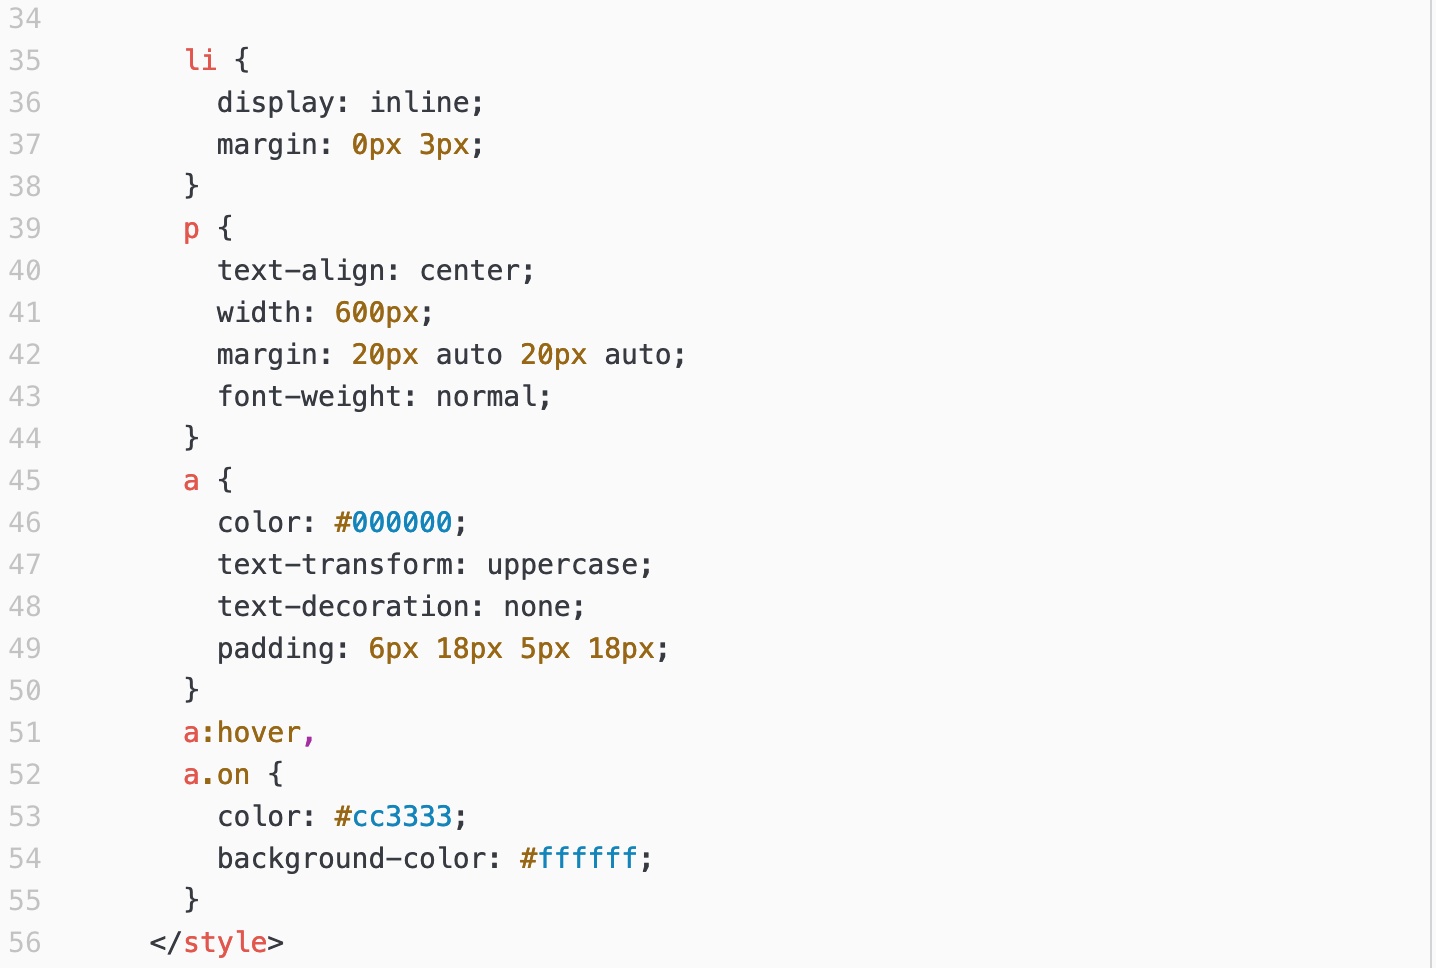 34
35 li {
36 display: inline;
37 margin: 0px 3px;
38 }
39 p {
40 text-align: center;
41 width: 600px;
42 margin: 20px auto 20px auto;
43 font-weight: normal;
44 }
45 a {
46 color: #000000;
47 text-transform: uppercase;
48 text-decoration: none;
49 padding: 6px 18px 5px 18px;
50 }
51 a:hover,
52 a.on {
53 color: #cc3333;
54 background-color: #ffffff;
55 }
56 </style>